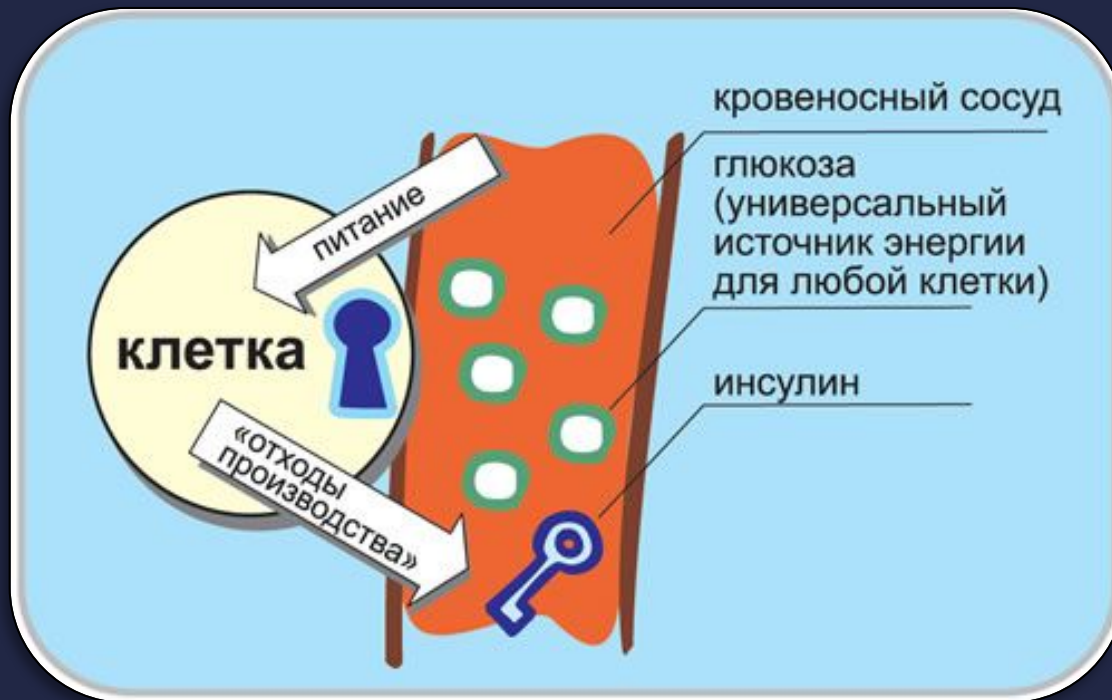 кровеносный сосуд
глюкоза
(универсальный
источник энергии
для любой клетки)
инсулин
питание
клетка
«отходы
производства»